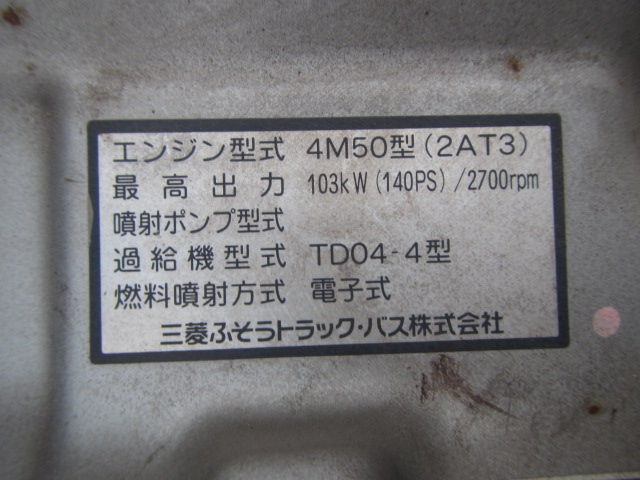 エンジン型式 4M50型(2AT3)
最高出力 103kW(140PS)/2700rpm
噴射ポンプ型式
過給機型式 TD04-4型
燃料噴射方式 電子式
三菱ふそうトラック・バス株式会社